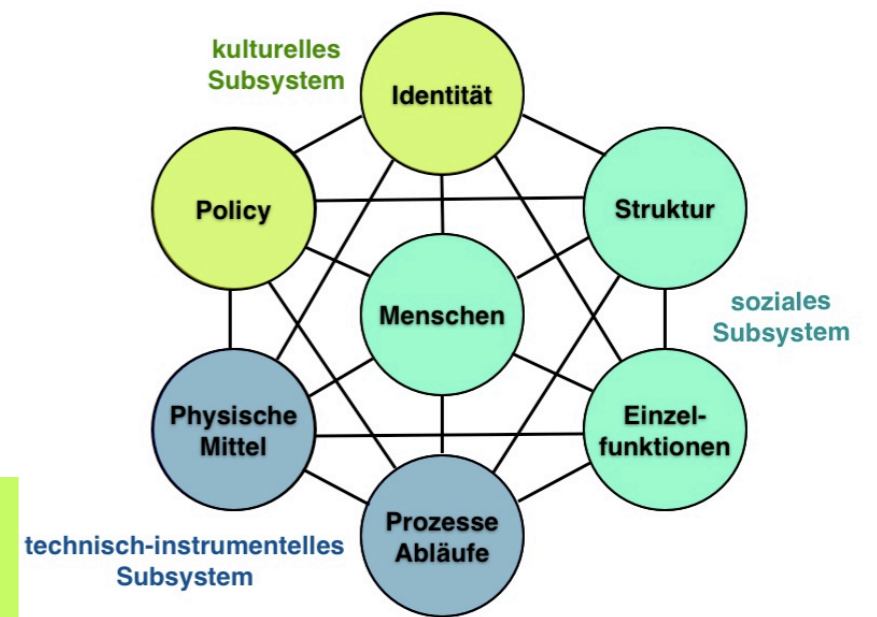 kulturelles
Subsystem
Identität
Policy
Struktur
Menschen
soziales
Subsystem
Physische
Mittel
Einzel-
funktionen
Prozesse
Abläufe
technisch-instrumentelles
Subsystem